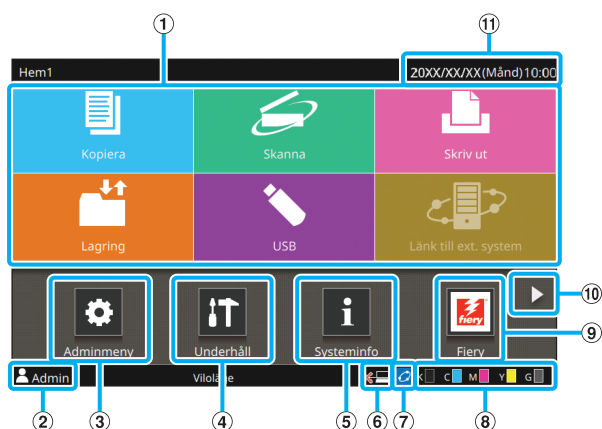 ① ⑪
Hem1 20XX/XX/XX(Månd)10:00
Kopiera Skanna Skriv ut
Lagring USB Länk till ext. system
⑩
fiery
⑨
Adminmeny Underhåll Systeminfo Fiery
Admin Viloläge K C M Y G
② ③ ④ ⑤ ⑥ ⑦ ⑧